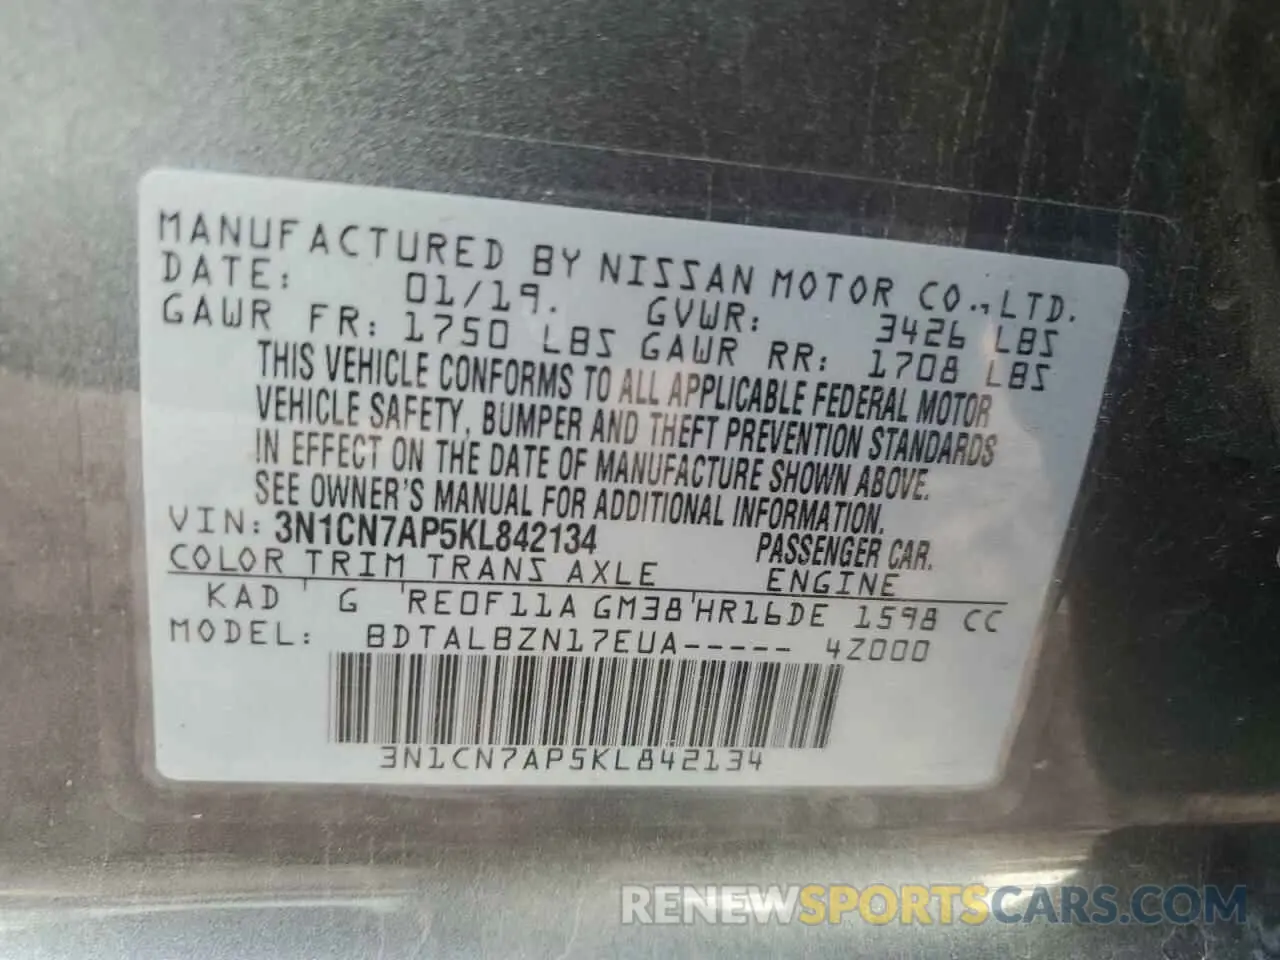 MANUFACTURED BY NISSAN MOTOR CO.,LTD.
DATE: 01/19. GVWR: 3426 LBS
GAWR FR: 1750 LBS GAWR RR: 1708 LBS
THIS VEHICLE CONFORMS TO ALL APPLICABLE FEDERAL MOTOR
VEHICLE SAFETY, BUMPER AND THEFT PREVENTION STANDARDS
IN EFFECT ON THE DATE OF MANUFACTURE SHOWN ABOVE.
SEE OWNER'S MANUAL FOR ADDITIONAL INFORMATION.
VIN: 3N1CN7AP5KL842134 PASSENGER CAR.
COLOR TRIM TRANS AXLE ENGINE
KAD G RE0F11A GM38 HR16DE 1598 CC
MODEL: BDTALBZN17EUA----- 4Z000
3N1CN7AP5KL842134
RENEWSPORTSCARS.COM